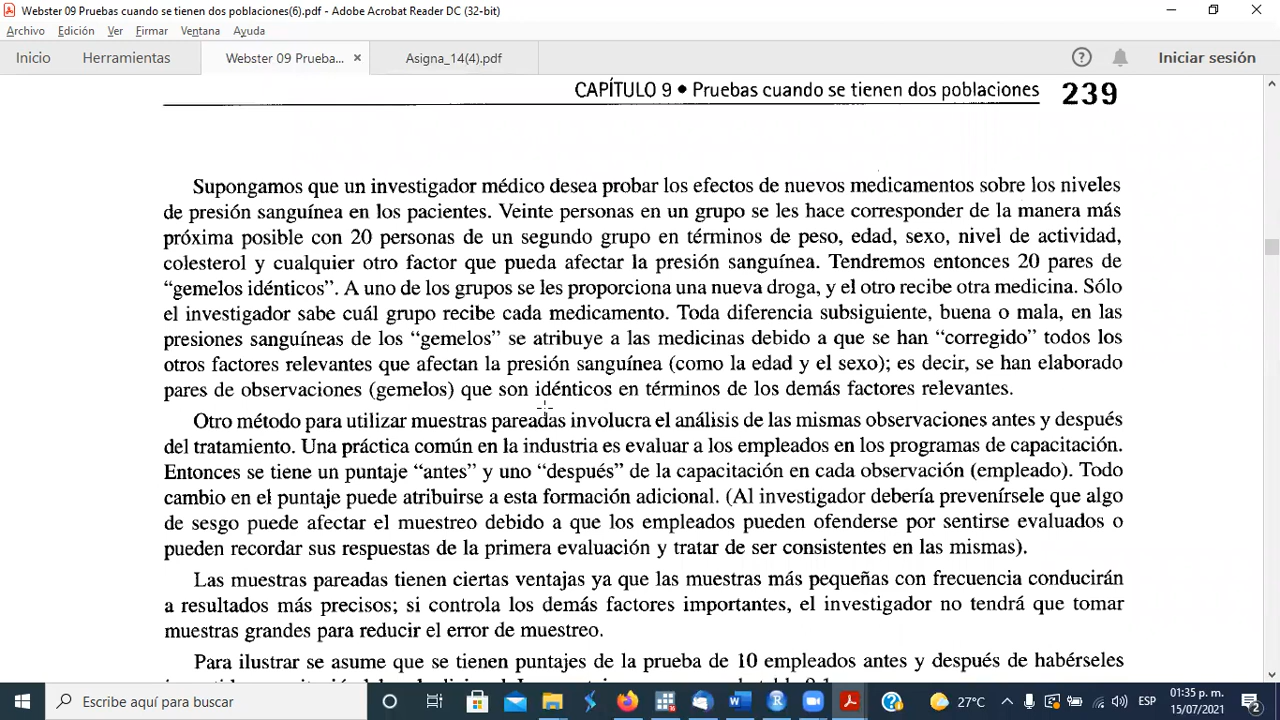 Webster 09 Pruebas cuando se tienen dos poblaciones(6).pdf - Adobe Acrobat Reader DC (32-bit)
Archivo Edición Ver Firmar Ventana Ayuda
Inicio Herramientas Webster 09 Prueba... Asigna_14(4).pdf Iniciar sesión
CAPÍTULO 9 • Pruebas cuando se tienen dos poblaciones 239
Supongamos que un investigador médico desea probar los efectos de nuevos medicamentos sobre los niveles
de presión sanguínea en los pacientes. Veinte personas en un grupo se les hace corresponder de la manera más
próxima posible con 20 personas de un segundo grupo en términos de peso, edad, sexo, nivel de actividad,
colesterol y cualquier otro factor que pueda afectar la presión sanguínea. Tendremos entonces 20 pares de
“gemelos idénticos”. A uno de los grupos se les proporciona una nueva droga, y el otro recibe otra medicina. Sólo
el investigador sabe cuál grupo recibe cada medicamento. Toda diferencia subsiguiente, buena o mala, en las
presiones sanguíneas de los “gemelos” se atribuye a las medicinas debido a que se han “corregido” todos los
otros factores relevantes que afectan la presión sanguínea (como la edad y el sexo); es decir, se han elaborado
pares de observaciones (gemelos) que son idénticos en términos de los demás factores relevantes.
Otro método para utilizar muestras pareadas involucra el análisis de las mismas observaciones antes y después
del tratamiento. Una práctica común en la industria es evaluar a los empleados en los programas de capacitación.
Entonces se tiene un puntaje “antes” y uno “después” de la capacitación en cada observación (empleado). Todo
cambio en el puntaje puede atribuirse a esta formación adicional. (Al investigador debería prevenírsele que algo
de sesgo puede afectar el muestreo debido a que los empleados pueden ofenderse por sentirse evaluados o
pueden recordar sus respuestas de la primera evaluación y tratar de ser consistentes en las mismas).
Las muestras pareadas tienen ciertas ventajas ya que las muestras más pequeñas con frecuencia conducirán
a resultados más precisos; si controla los demás factores importantes, el investigador no tendrá que tomar
muestras grandes para reducir el error de muestreo.
Para ilustrar se asume que se tienen puntajes de la prueba de 10 empleados antes y después de habérseles
Escribe aquí para buscar 27°C ESP 01:35 p. m.
15/07/2021 2